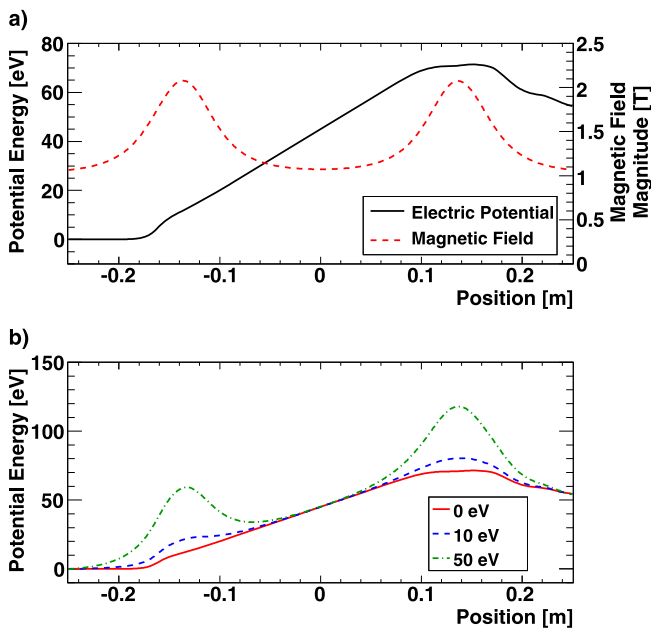 a)
Potential Energy [eV]
80
60
40
20
0
2.5
2
1.5
1
0.5
0
Magnetic Field
Magnitude [T]
Electric Potential
Magnetic Field
-0.2 -0.1 0 0.1 0.2
Position [m]
b)
Potential Energy [eV]
150
100
50
0
0 eV
10 eV
50 eV
-0.2 -0.1 0 0.1 0.2
Position [m]